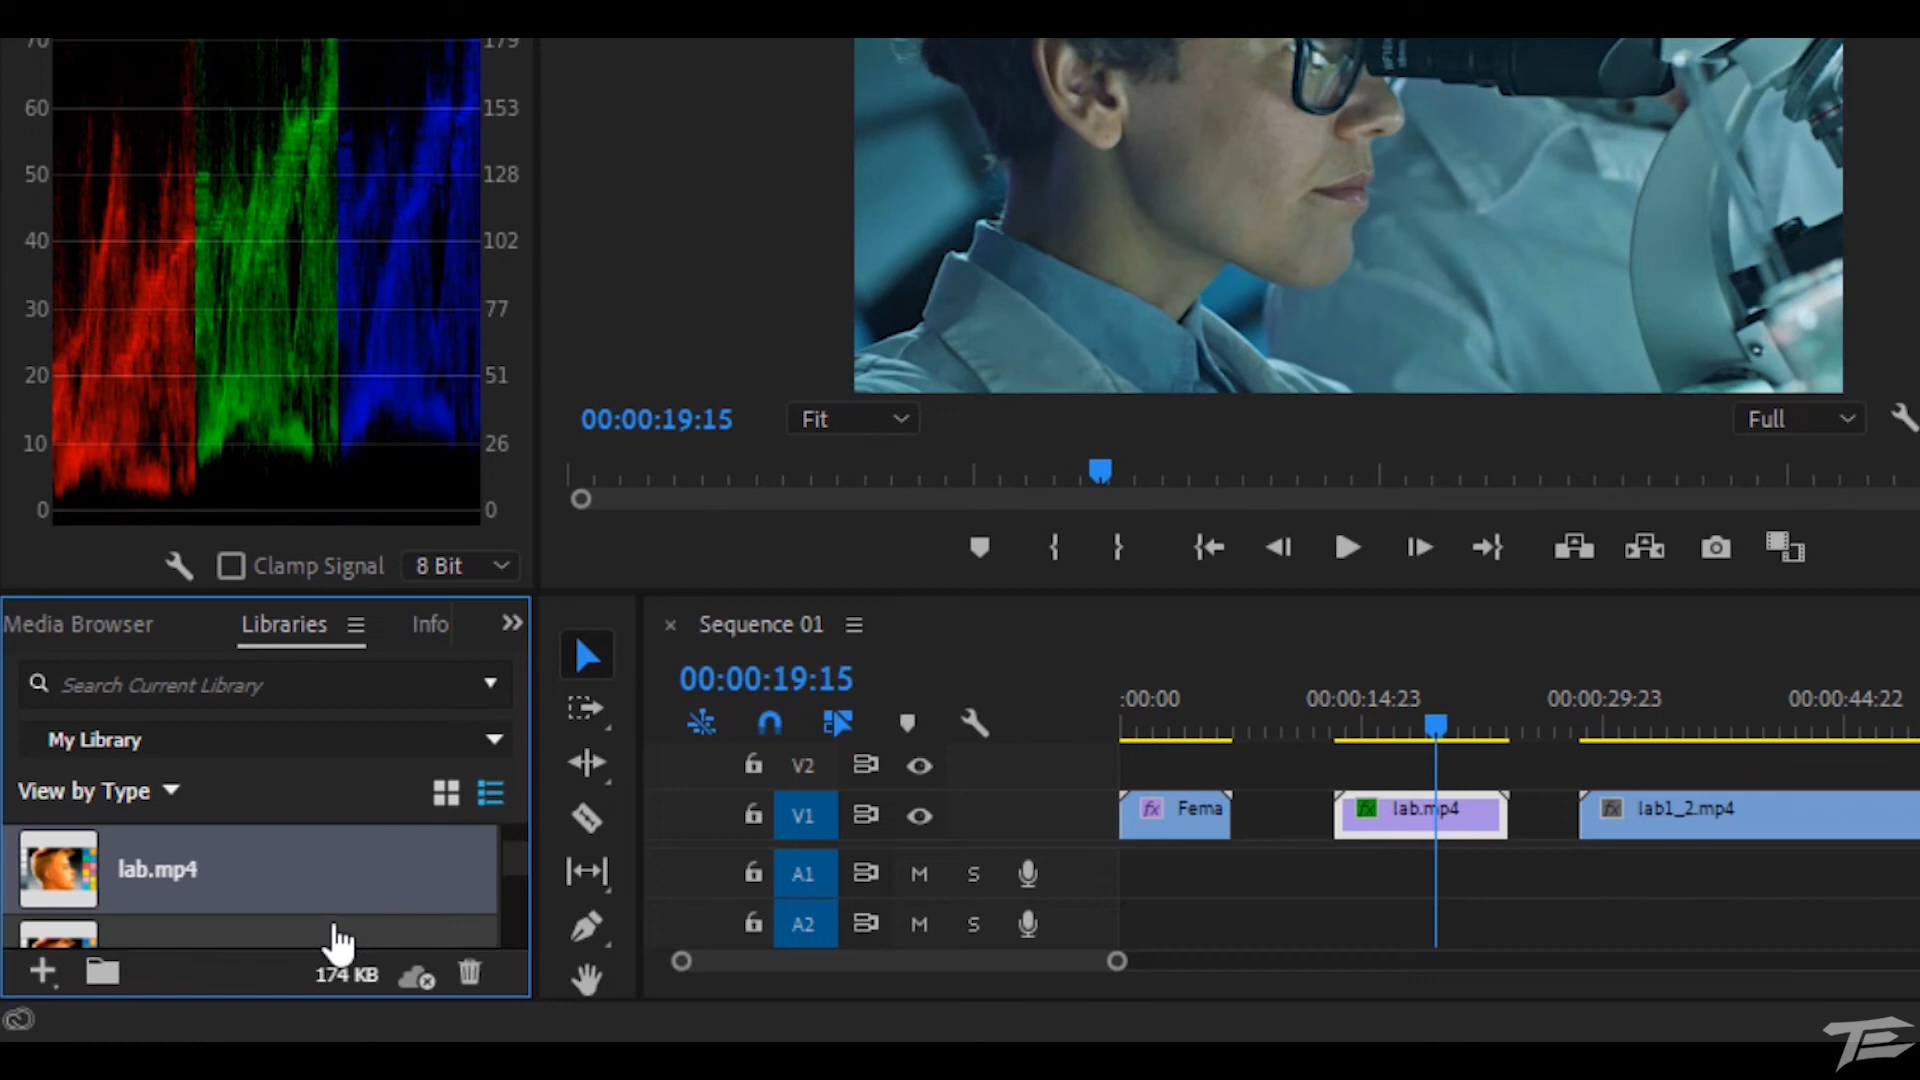 70 179
60 153
50 128
40 102
30 77
20 51
10 26
0 0
Clamp Signal 8 Bit
00:00:19:15 Fit Full
Media Browser Libraries Info
Search Current Library
My Library
View by Type
lab.mp4
174 KB
× Sequence 01
00:00:19:15
:00:00 00:00:14:23 00:00:29:23 00:00:44:22
V2
V1 fx Fema fx lab.mp4 fx lab1_2.mp4
A1 M S
A2 M S
TE